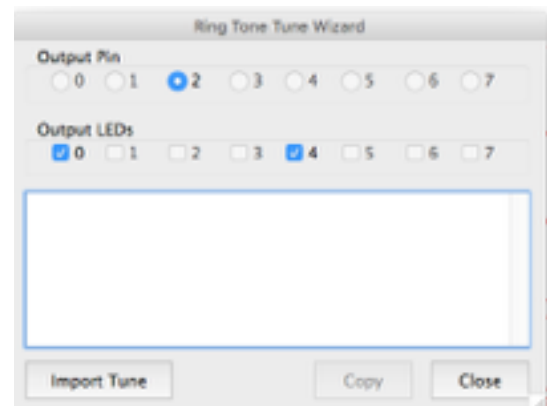 Ring Tone Tune Wizard
Output Pin
0 1 2 3 4 5 6 7
Output LEDs
0 1 2 3 4 5 6 7
Import Tune Copy Close